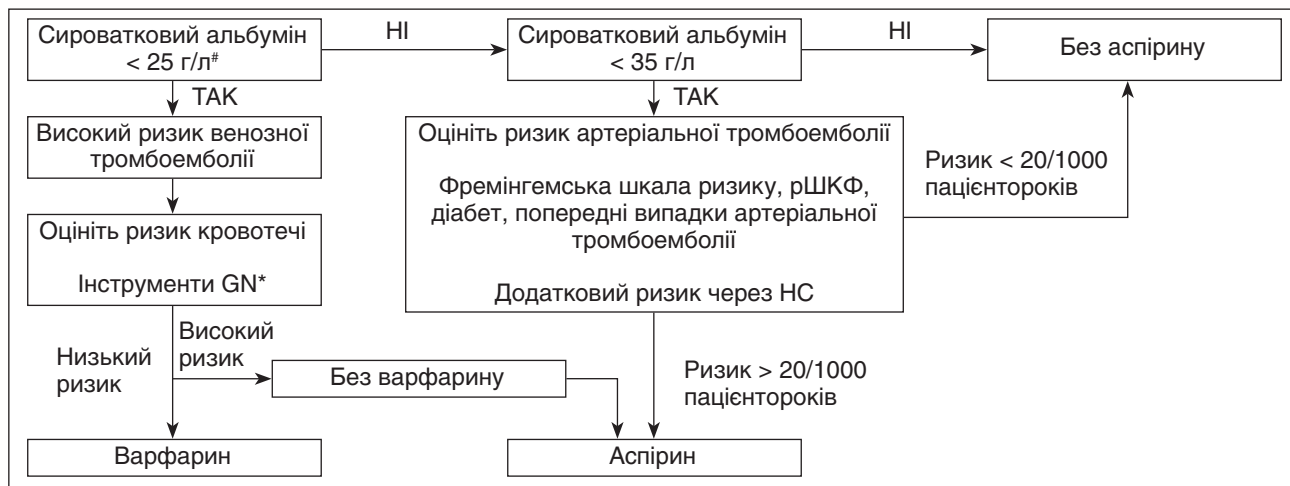 Сироватковий альбумін
< 25 г/л#
НІ
Сироватковий альбумін
< 35 г/л
НІ
Без аспірину
ТАК
ТАК
Високий ризик венозної
тромбоемболії
Оцініть ризик кровотечі
Інструменти GN*
Оцініть ризик артеріальної тромбоемболії
Фремінгемська шкала ризику, рШКФ,
діабет, попередні випадки артеріальної
тромбоемболії
Додатковий ризик через НС
Ризик < 20/1000
пацієнтороків
Низький
ризик
Високий
ризик
Без варфарину
Ризик > 20/1000
пацієнтороків
Варфарин
Аспірин